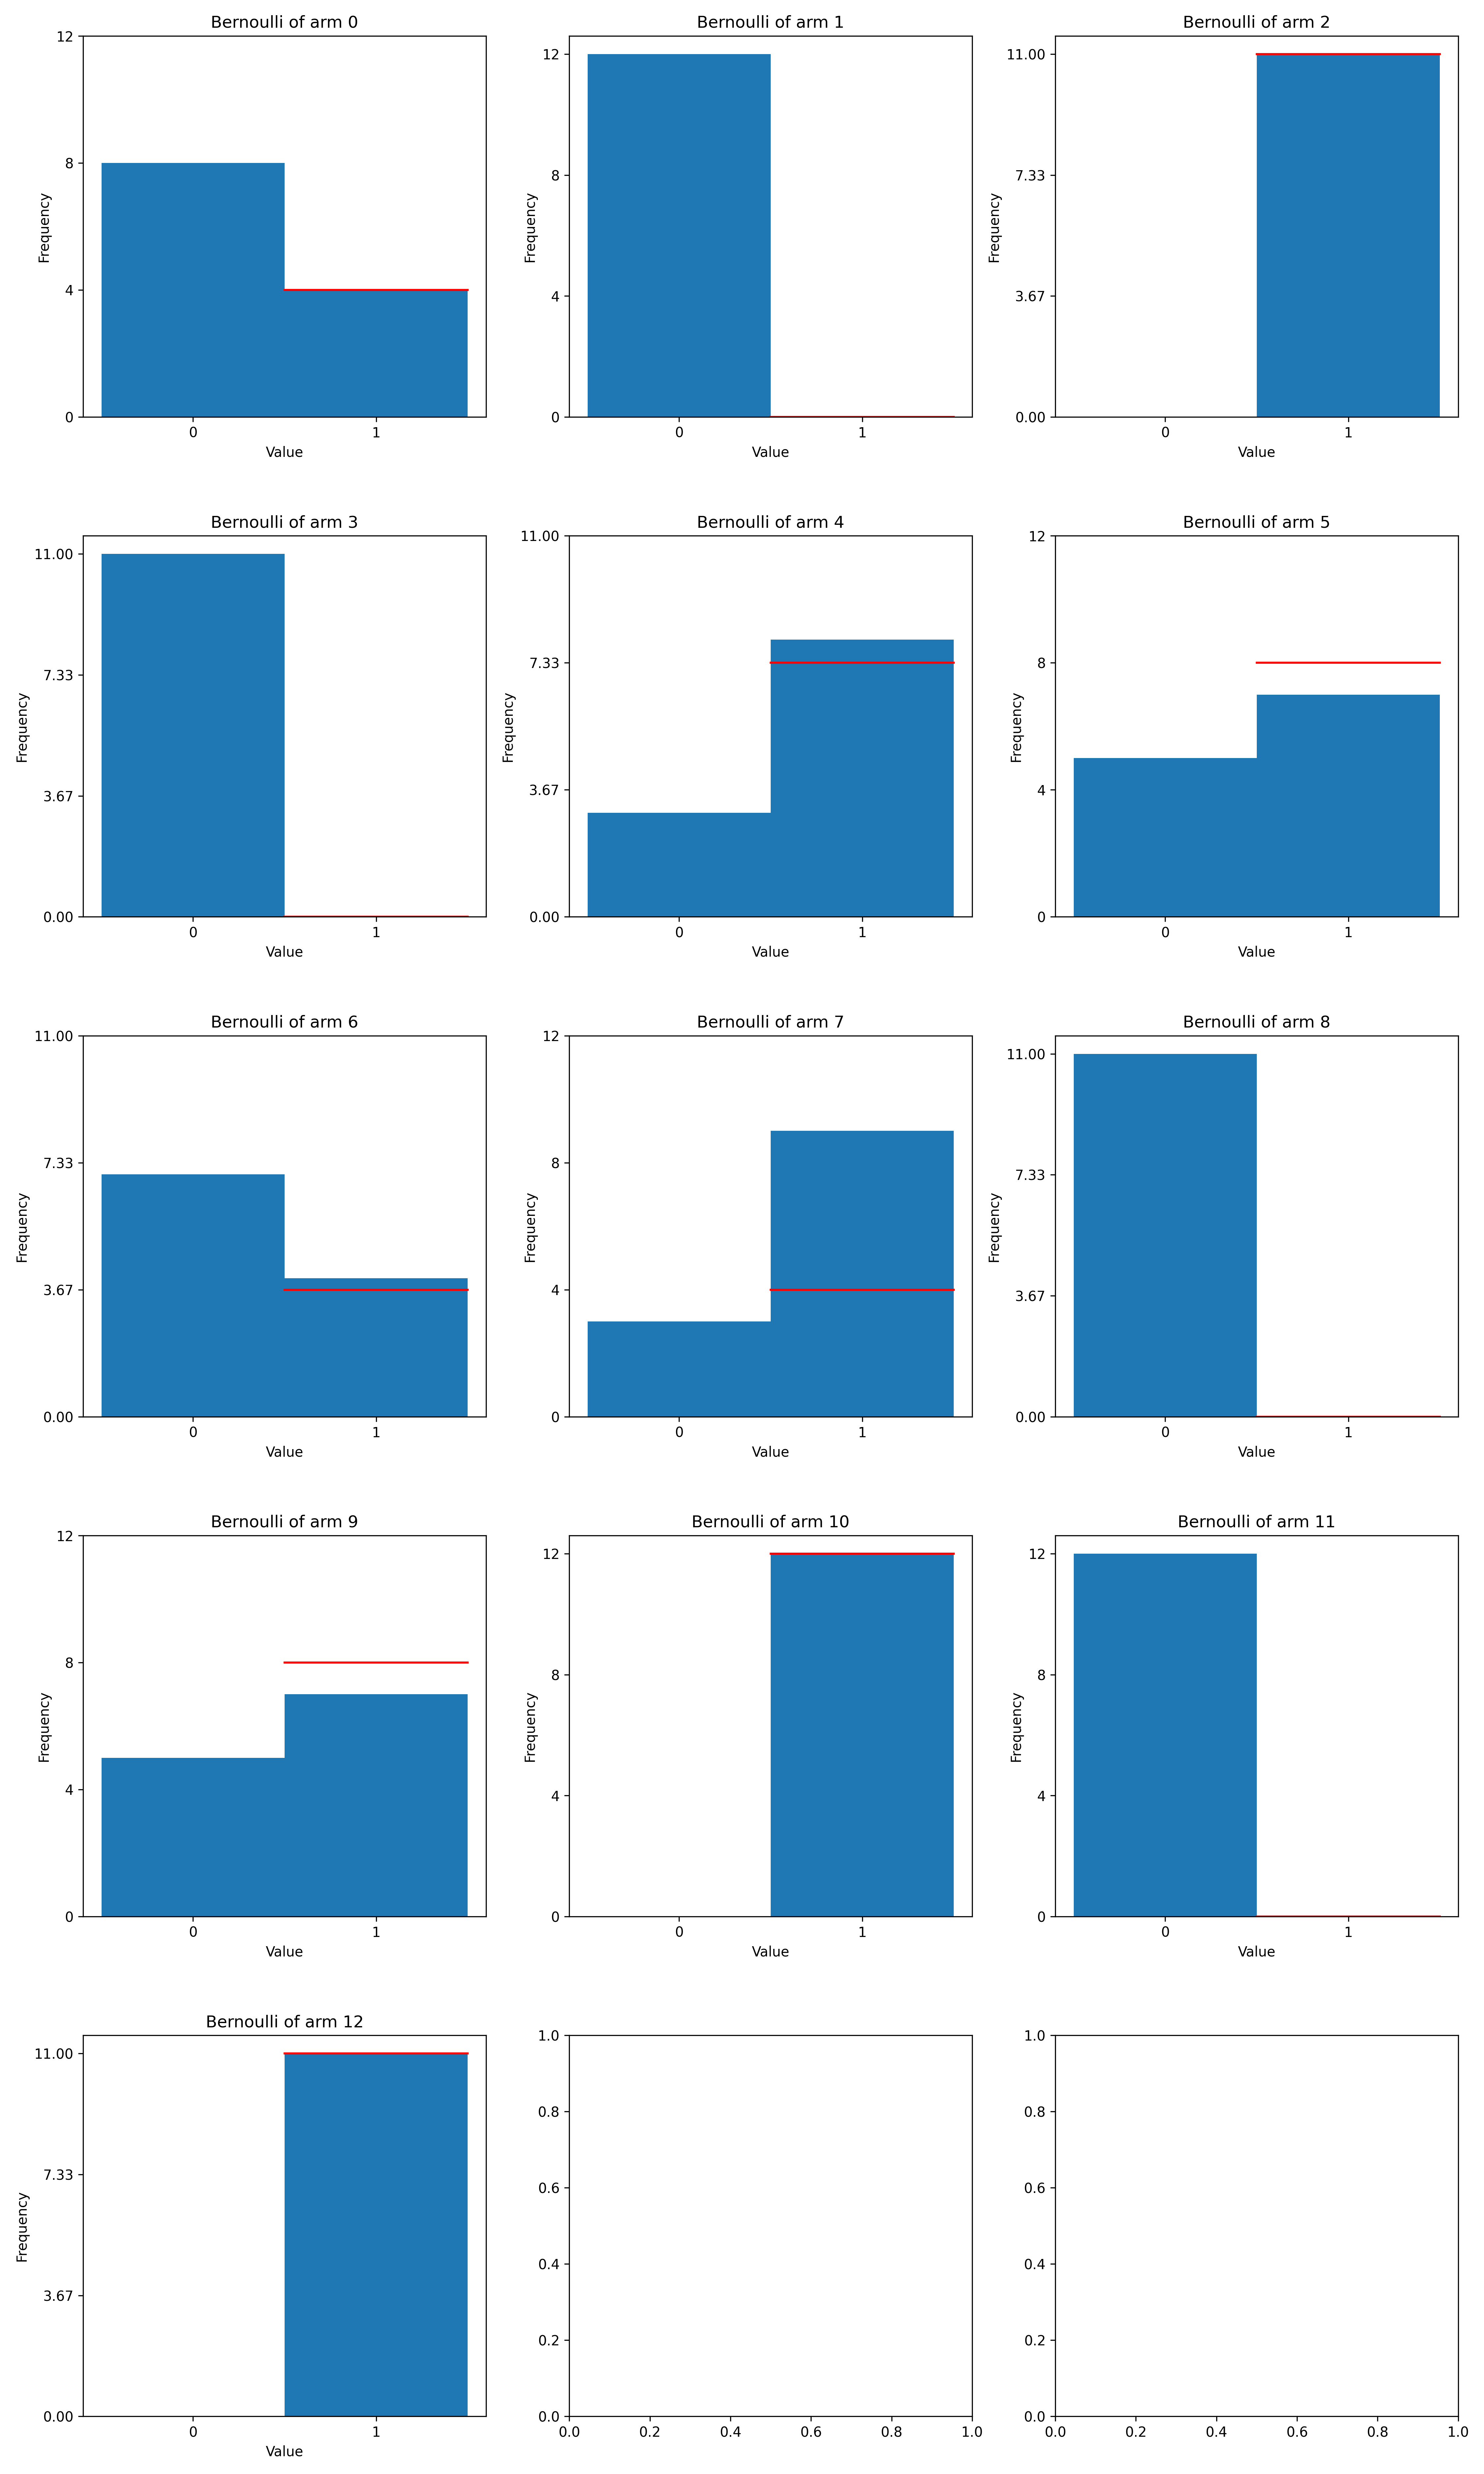 Bernoulli of arm 0
12
8
4
0
Frequency
0 1
Value
Bernoulli of arm 1
12
8
4
0
Frequency
0 1
Value
Bernoulli of arm 2
11.00
7.33
3.67
0.00
Frequency
0 1
Value
Bernoulli of arm 3
11.00
7.33
3.67
0.00
Frequency
0 1
Value
Bernoulli of arm 4
11.00
7.33
3.67
0.00
Frequency
0 1
Value
Bernoulli of arm 5
12
8
4
0
Frequency
0 1
Value
Bernoulli of arm 6
11.00
7.33
3.67
0.00
Frequency
0 1
Value
Bernoulli of arm 7
12
8
4
0
Frequency
0 1
Value
Bernoulli of arm 8
11.00
7.33
3.67
0.00
Frequency
0 1
Value
Bernoulli of arm 9
12
8
4
0
Frequency
0 1
Value
Bernoulli of arm 10
12
8
4
0
Frequency
0 1
Value
Bernoulli of arm 11
12
8
4
0
Frequency
0 1
Value
Bernoulli of arm 12
11.00
7.33
3.67
0.00
Frequency
0 1
Value
1.0
0.8
0.6
0.4
0.2
0.0
0.0 0.2 0.4 0.6 0.8 1.0
1.0
0.8
0.6
0.4
0.2
0.0
0.0 0.2 0.4 0.6 0.8 1.0